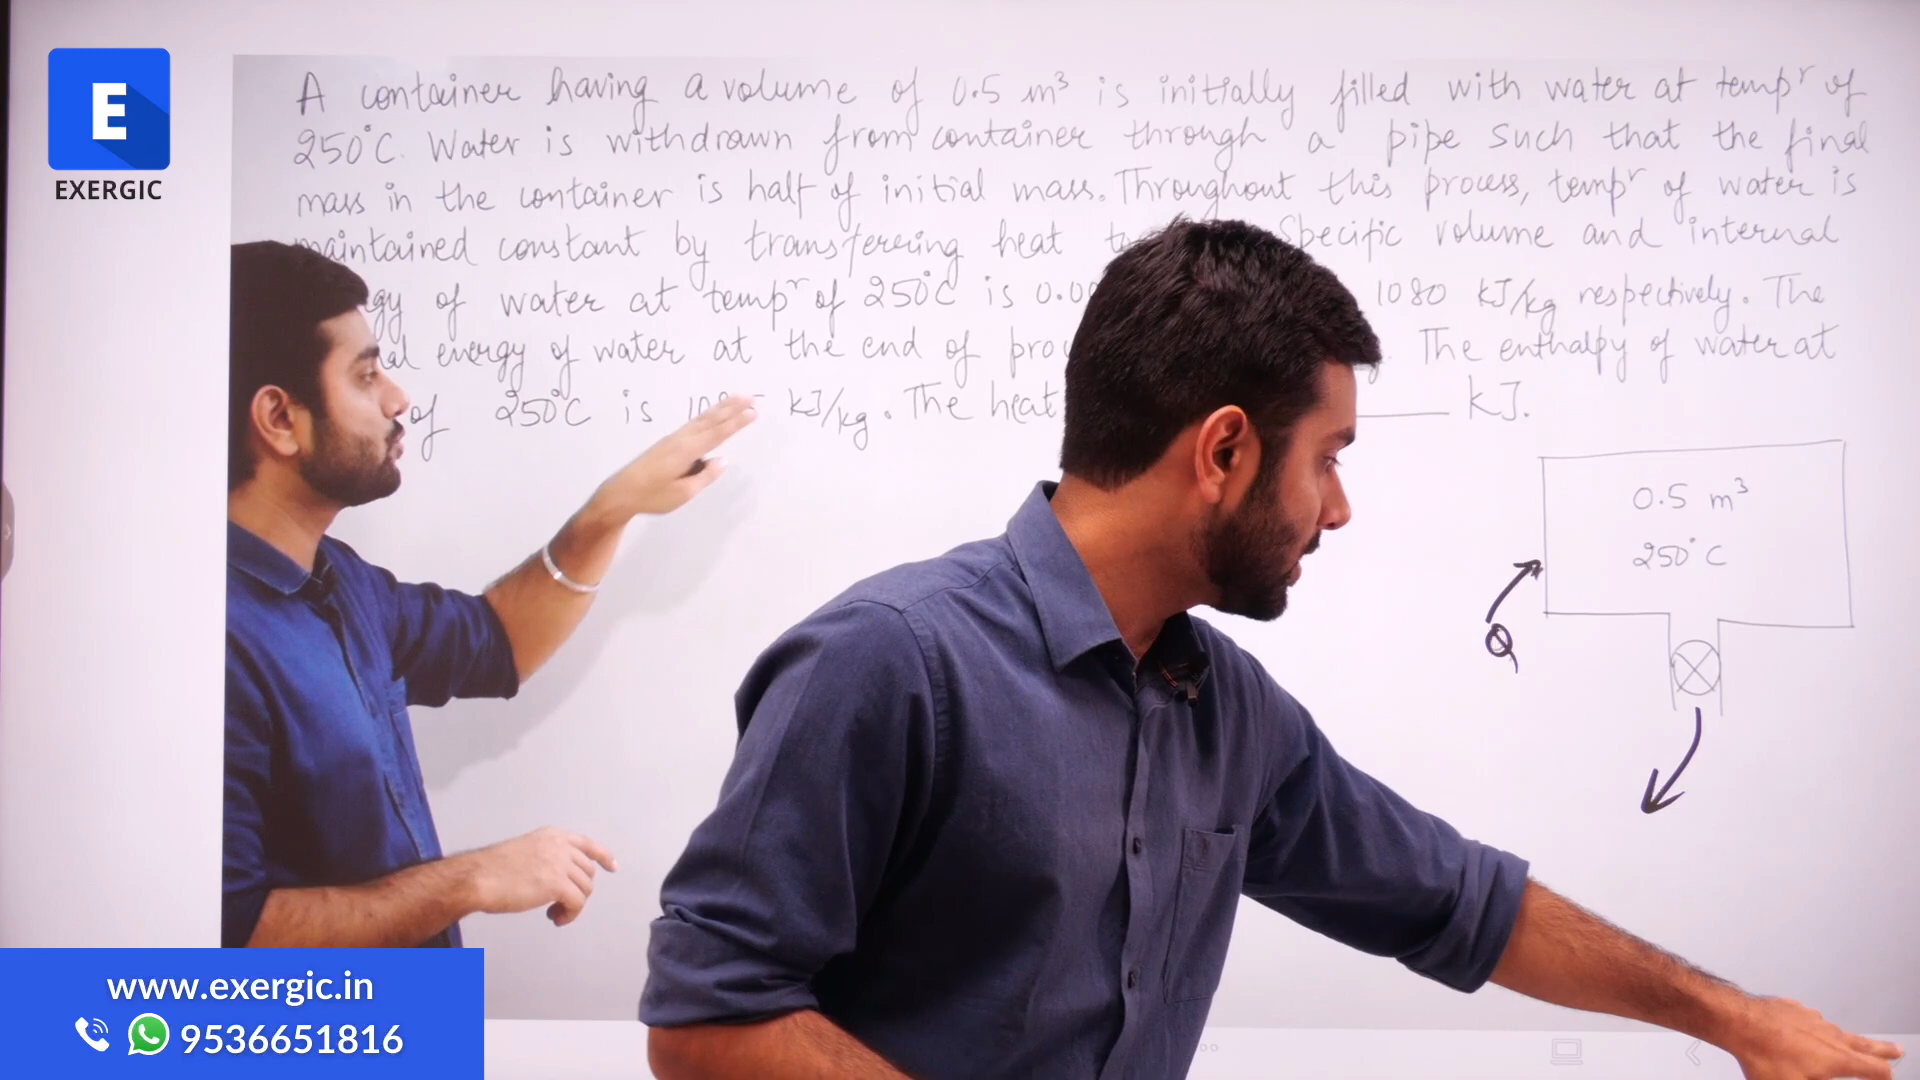 E
EXERGIC
A container having a volume of 0.5 m³ is initially filled with water at tempʳ of
250°C. Water is withdrawn from container through a pipe such that the final
mass in the container is half of initial mass. Throughout this process, tempʳ of water is
maintained constant by transferring heat Specific volume and internal
of water at tempʳ of 250°C is 1080 kJ/kg respectively. The
energy of water at the end of The enthalpy of water at
of 250°C is kJ/kg. The heat ______ kJ.
0.5 m³
250°C
Q
www.exergic.in
9536651816